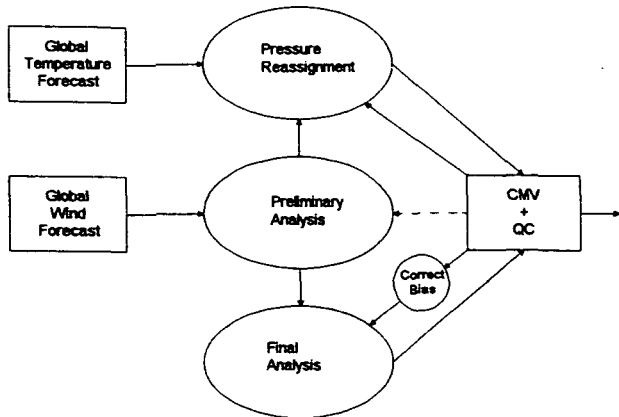 Global
Temperature
Forecast
Pressure
Reassignment
Global
Wind
Forecast
Preliminary
Analysis
CMV
+
QC
Correct
Bias
Final
Analysis